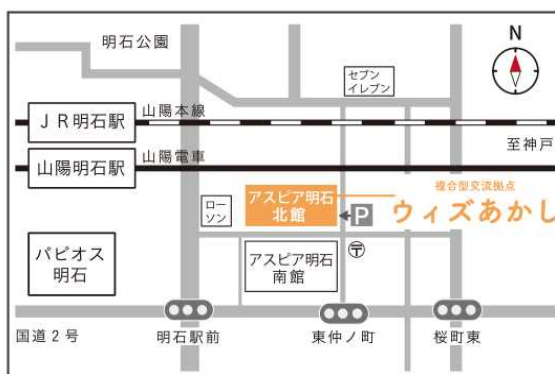 明石公園
N
セブン
イレブン
山陽本線
JR明石駅
至神戸
山陽電車
山陽明石駅
複合型交流拠点
ウィズあかし
アスピア明石
北館
P
ロー
ソン
〒
パピオス
明石
アスピア明石
南館
国道2号
明石駅前
東仲ノ町
桜町東